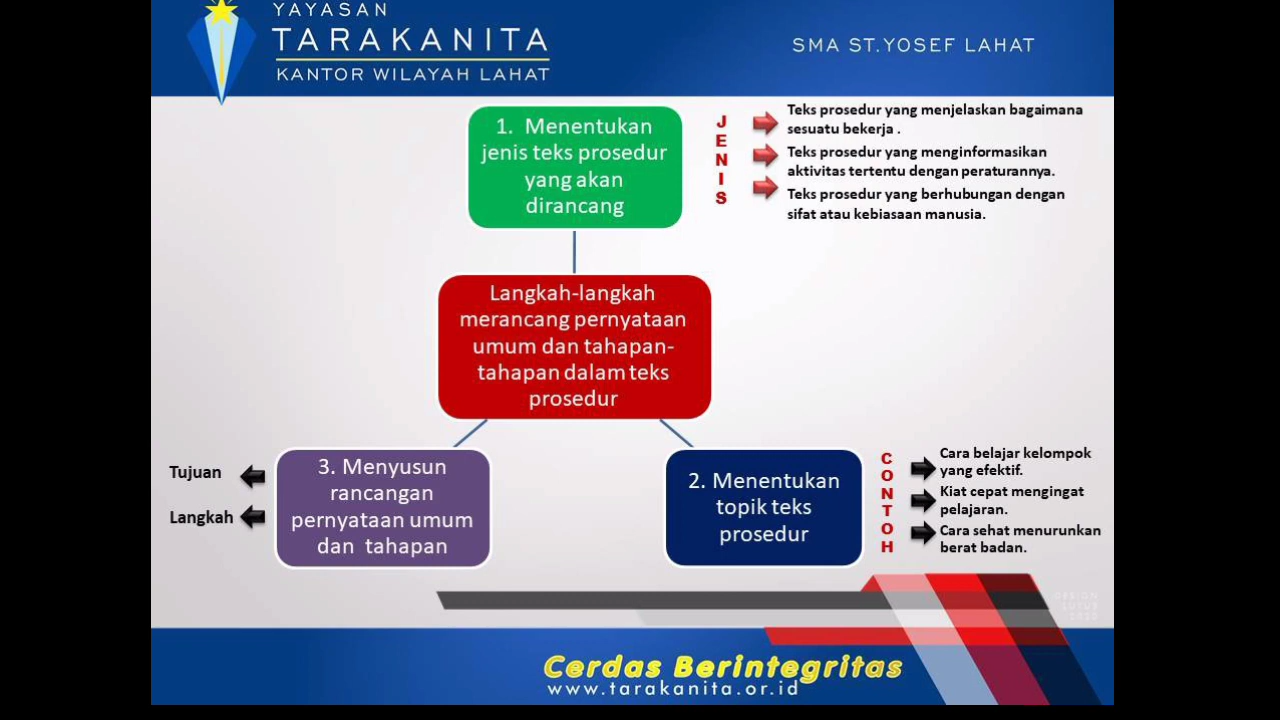 YAYASAN
TARAKANITA
KANTOR WILAYAH LAHAT
SMA ST.YOSEF LAHAT
1. Menentukan
jenis teks prosedur
yang akan
dirancang
J
E
N
I
S
Teks prosedur yang menjelaskan bagaimana
sesuatu bekerja .
Teks prosedur yang menginformasikan
aktivitas tertentu dengan peraturannya.
Teks prosedur yang berhubungan dengan
sifat atau kebiasaan manusia.
Langkah-langkah
merancang pernyataan
umum dan tahapan-
tahapan dalam teks
prosedur
Tujuan
Langkah
3. Menyusun
rancangan
pernyataan umum
dan tahapan
2. Menentukan
topik teks
prosedur
C
O
N
T
O
H
Cara belajar kelompok
yang efektif.
Kiat cepat mengingat
pelajaran.
Cara sehat menurunkan
berat badan.
DESIGN
Cerdas Berintegritas
www.tarakanita.or.id